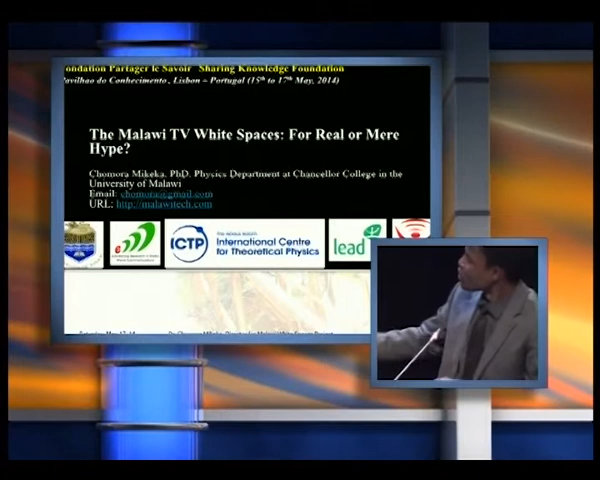 ondation Partager le Savoir Sharing Knowledge Foundation
Pavilhao do Conhecimento, Lisbon – Portugal (15th to 17th May, 2014)
The Malawi TV White Spaces: For Real or Mere
Hype?
Chomora Mikeka, PhD. Physics Department at Chancellor College in the
University of Malawi
Email: chomora@gmail.com
URL: http://malawitech.com
ICTP
International Centre
for Theoretical Physics
lead